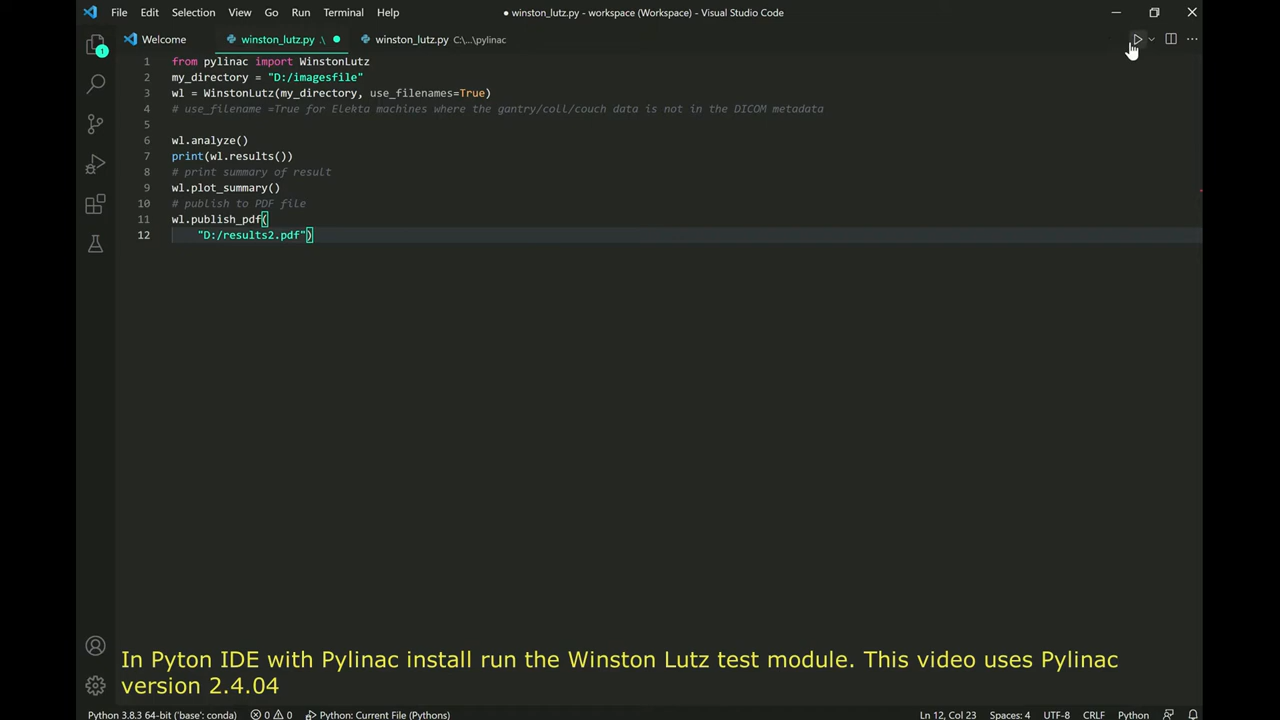 File Edit Selection View Go Run Terminal Help ● winston_lutz.py - workspace (Workspace) - Visual Studio Code
Welcome winston_lutz.py .\ ● winston_lutz.py C:\...\pylinac
1 from pylinac import WinstonLutz
2 my_directory = "D:/imagesfile"
3 wl = WinstonLutz(my_directory, use_filenames=True)
4 # use_filename =True for Elekta machines where the gantry/coll/couch data is not in the DICOM metadata
5
6 wl.analyze()
7 print(wl.results())
8 # print summary of result
9 wl.plot_summary()
10 # publish to PDF file
11 wl.publish_pdf(
12 "D:/results2.pdf")
1
In Pyton IDE with Pylinac install run the Winston Lutz test module. This video uses Pylinac
version 2.4.04
Python 3.8.3 64-bit ('base': conda) 0 0 Python: Current File (Pythons) Ln 12, Col 23 Spaces: 4 UTF-8 CRLF Python